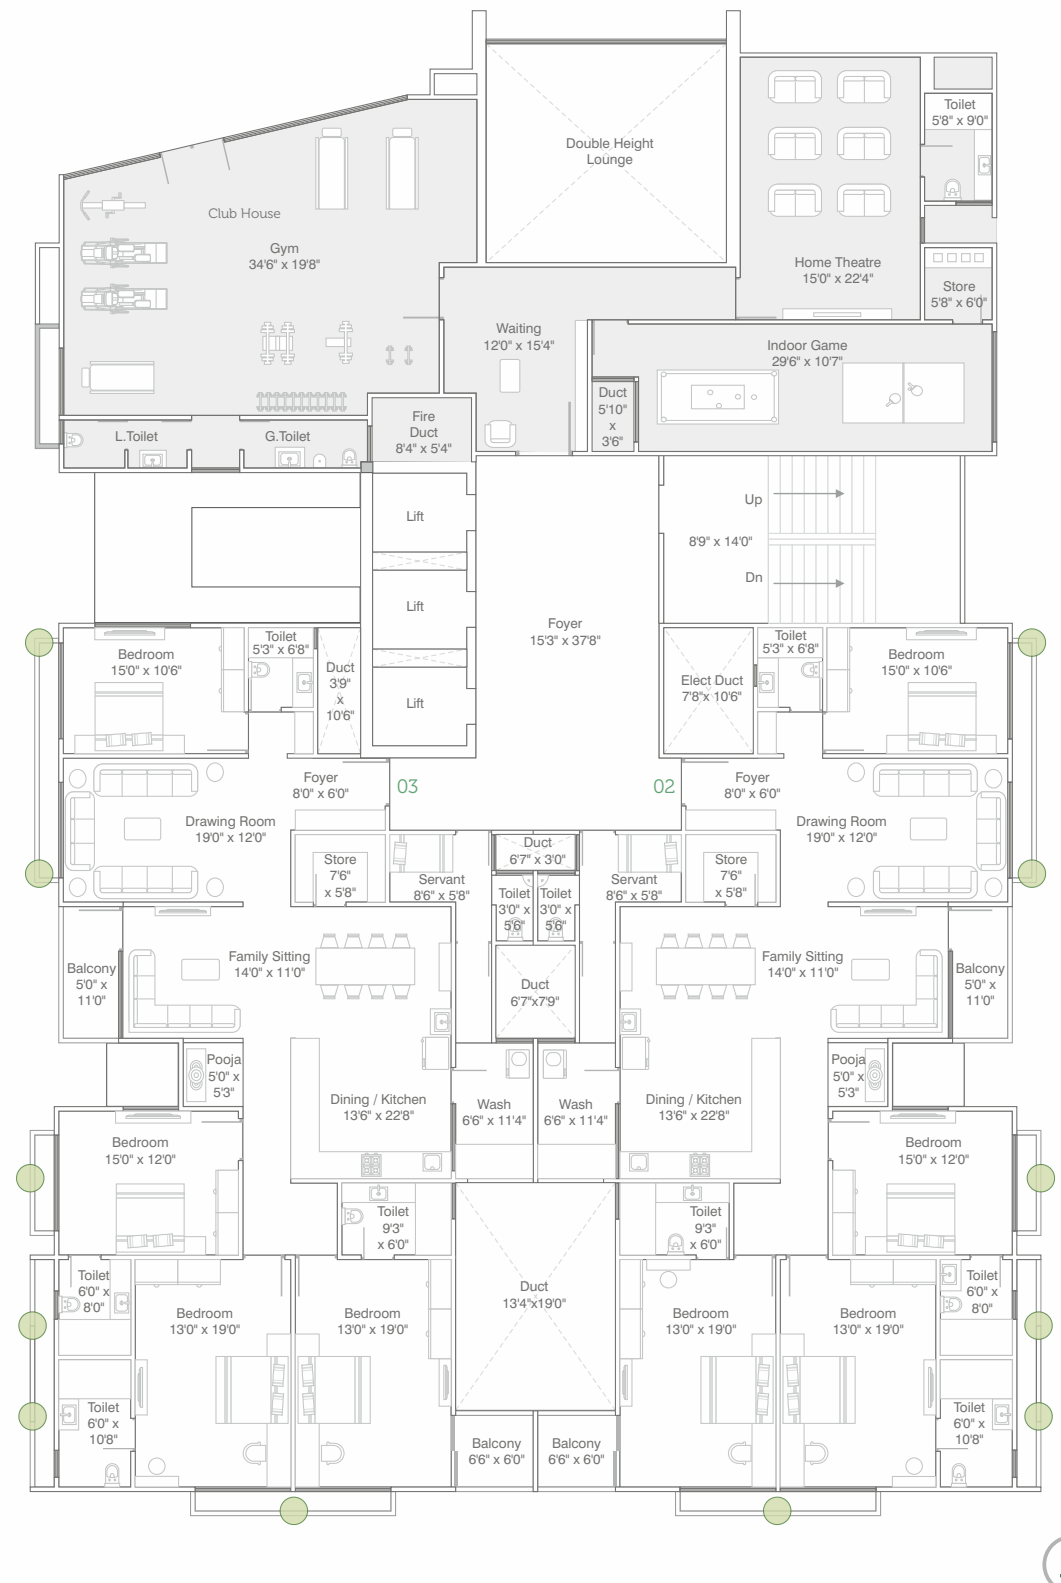 Double Height
Lounge
Toilet
5'8" x 9'0"
Club House
Gym
34'6" x 19'8"
Home Theatre
15'0" x 22'4"
Store
5'8" x 6'0"
Waiting
12'0" x 15'4"
Indoor Game
29'6" x 10'7"
Duct
5'10"
x
3'6"
Fire
Duct
8'4" x 5'4"
L.Toilet
G.Toilet
Lift
Up
8'9" x 14'0"
Dn
Lift
Foyer
15'3" x 37'8"
Lift
Bedroom
15'0" x 10'6"
Toilet
5'3" x 6'8"
Duct
3'9"
x
10'6"
Elect Duct
7'8"x 10'6"
Toilet
5'3" x 6'8"
Bedroom
15'0" x 10'6"
Foyer
8'0" x 6'0"
03
02
Foyer
8'0" x 6'0"
Drawing Room
19'0" x 12'0"
Drawing Room
19'0" x 12'0"
Store
7'6"
x 5'8"
Servant
8'6" x 5'8"
Duct
6'7" x 3'0"
Toilet
3'0" x
5'6"
Toilet
3'0" x
5'6"
Servant
8'6" x 5'8"
Store
7'6"
x 5'8"
Balcony
5'0" x
11'0"
Family Sitting
14'0" x 11'0"
Duct
6'7"x7'9"
Family Sitting
14'0" x 11'0"
Balcony
5'0" x
11'0"
Pooja
5'0" x
5'3"
Dining / Kitchen
13'6" x 22'8"
Wash
6'6" x 11'4"
Wash
6'6" x 11'4"
Dining / Kitchen
13'6" x 22'8"
Pooja
5'0" x
5'3"
Bedroom
15'0" x 12'0"
Bedroom
15'0" x 12'0"
Toilet
9'3"
x 6'0"
Toilet
9'3"
x 6'0"
Toilet
6'0" x
8'0"
Bedroom
13'0" x 19'0"
Bedroom
13'0" x 19'0"
Duct
13'4"x19'0"
Bedroom
13'0" x 19'0"
Bedroom
13'0" x 19'0"
Toilet
6'0" x
8'0"
Toilet
6'0" x
10'8"
Balcony
6'6" x 6'0"
Balcony
6'6" x 6'0"
Toilet
6'0" x
10'8"